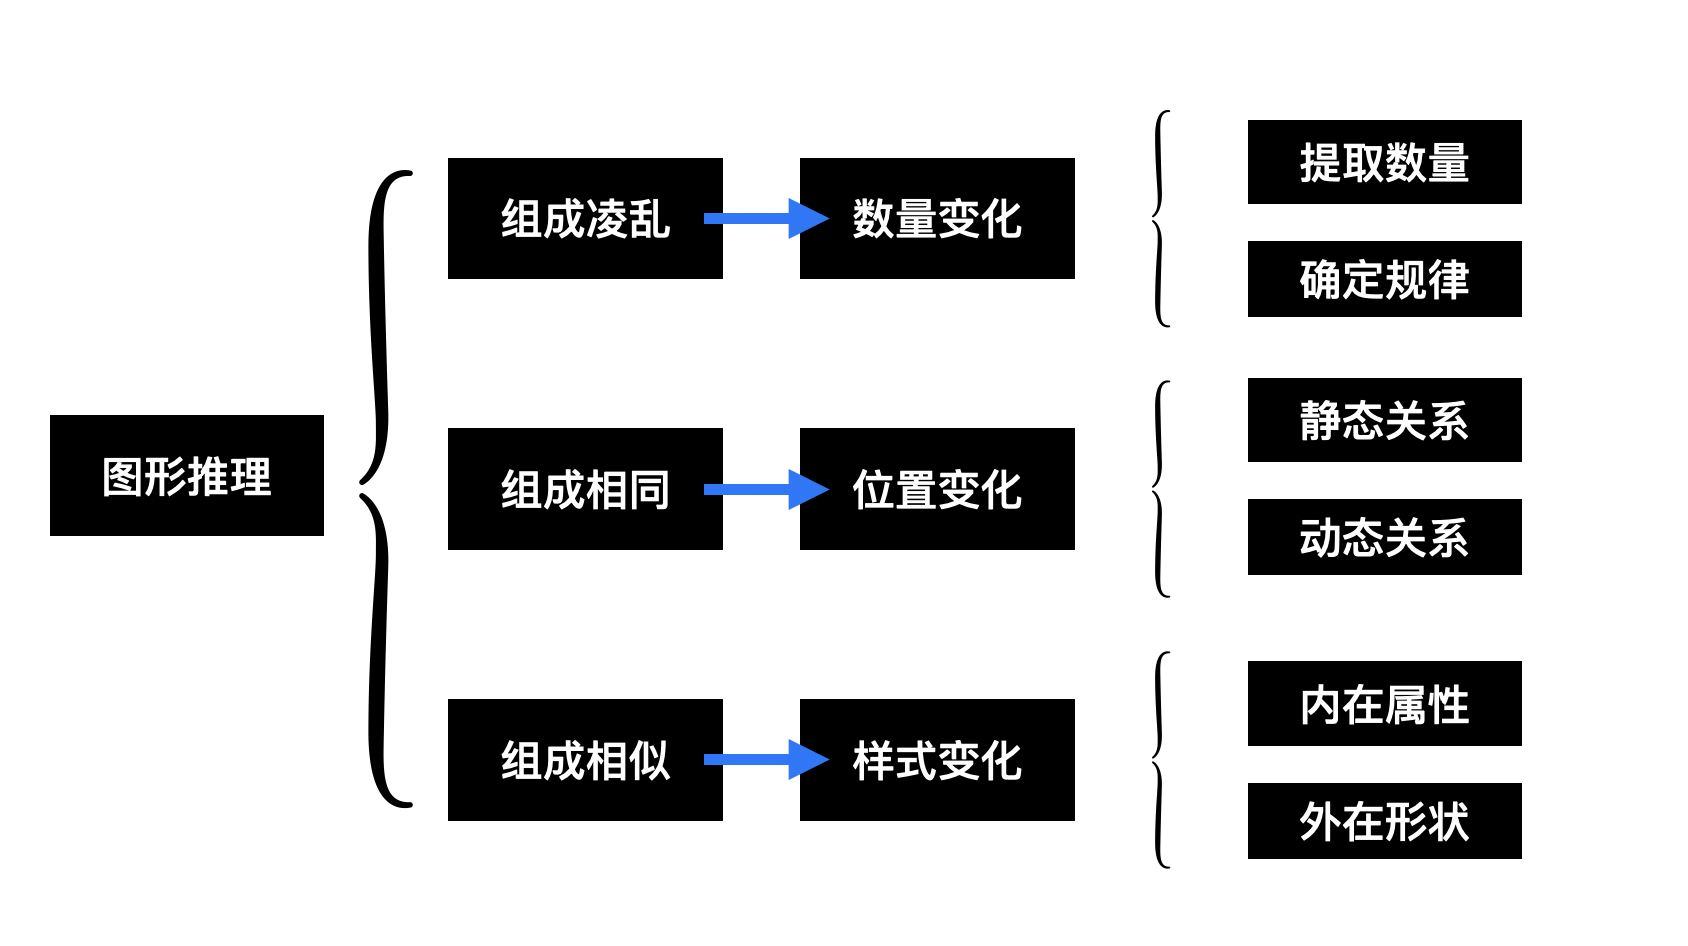 图形推理
组成凌乱
数量变化
提取数量
确定规律
组成相同
位置变化
静态关系
动态关系
组成相似
样式变化
内在属性
外在形状